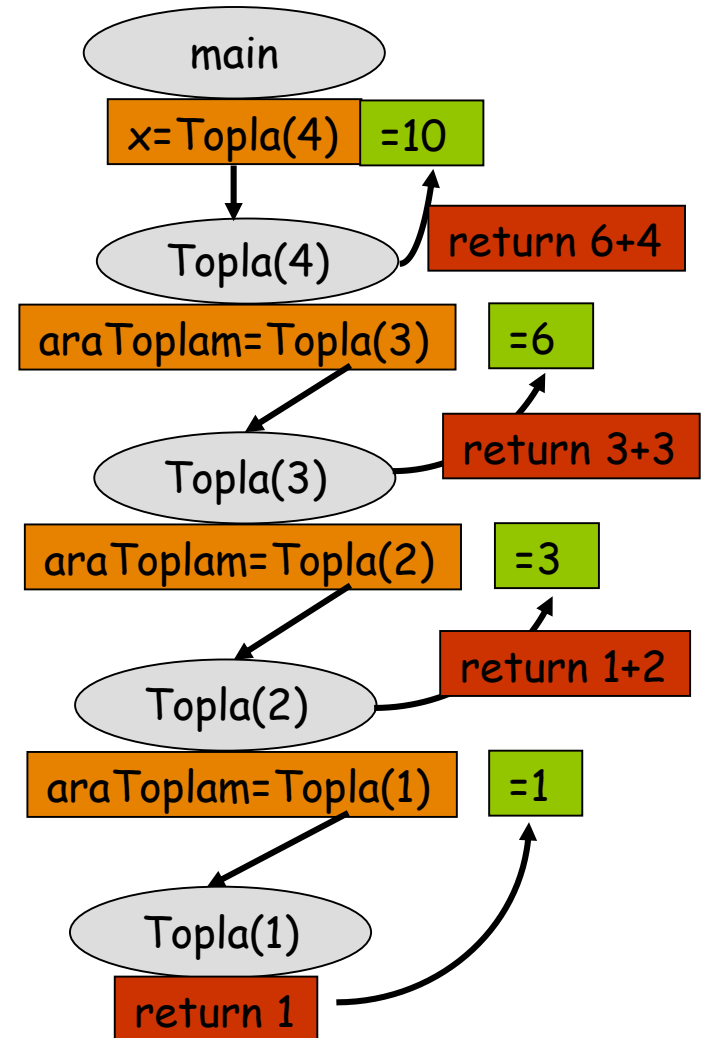 main
x=Topla(4) =10
Topla(4)
return 6+4
araToplam=Topla(3) =6
Topla(3)
return 3+3
araToplam=Topla(2) =3
Topla(2)
return 1+2
araToplam=Topla(1) =1
Topla(1)
return 1